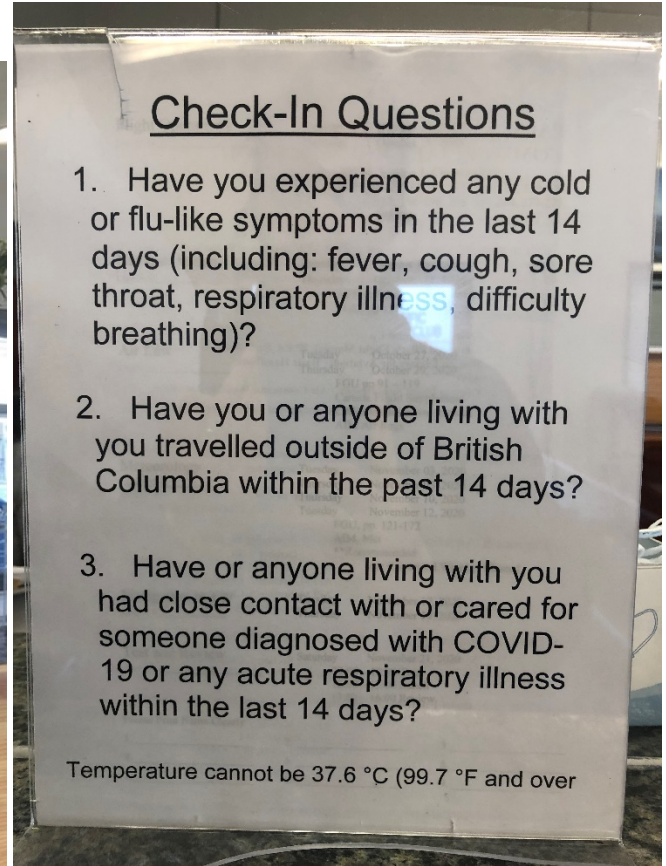 Check-In Questions
1. Have you experienced any cold
or flu-like symptoms in the last 14
days (including: fever, cough, sore
throat, respiratory illness, difficulty
breathing)?
2. Have you or anyone living with
you travelled outside of British
Columbia within the past 14 days?
3. Have or anyone living with you
had close contact with or cared for
someone diagnosed with COVID-
19 or any acute respiratory illness
within the last 14 days?
Temperature cannot be 37.6 °C (99.7 °F and over